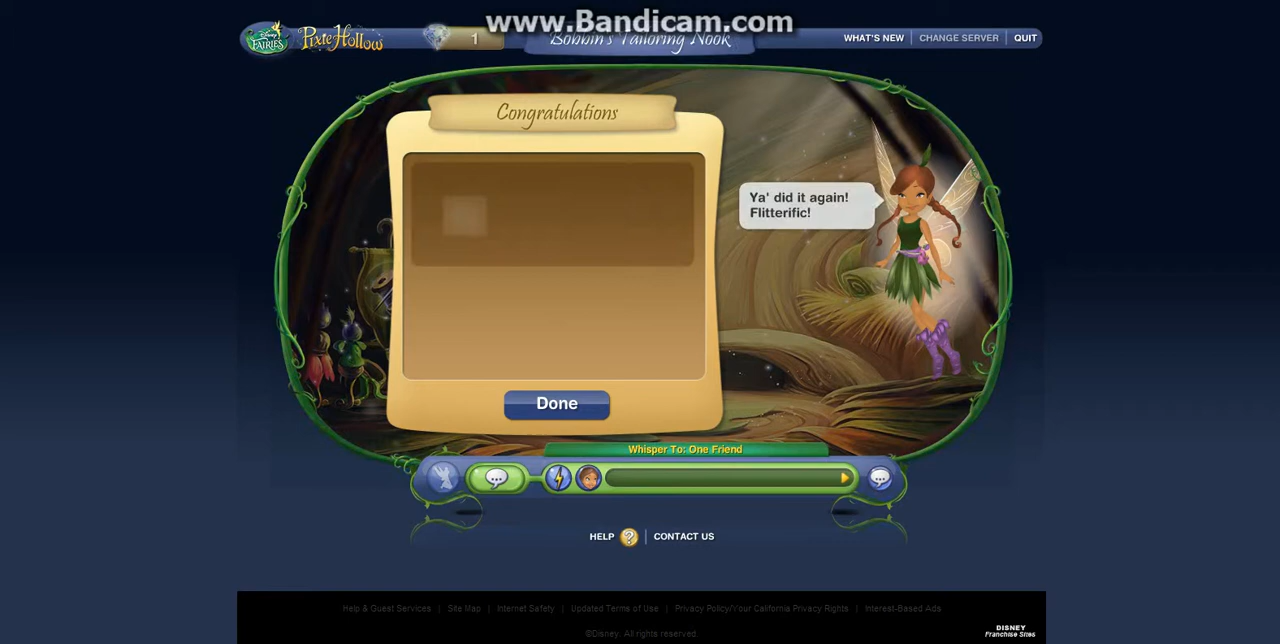 www.Bandicam.com
Disney
FAIRIES
Pixie Hollow
1
Bobbin's Tailoring Nook
WHAT'S NEW | CHANGE SERVER | QUIT
Congratulations
Ya' did it again!
Flitterific!
Done
Whisper To: One Friend
HELP ? | CONTACT US
Help & Guest Services | Site Map | Internet Safety | Updated Terms of Use | Privacy Policy/Your California Privacy Rights | Interest-Based Ads
©Disney. All rights reserved.
DISNEY
Franchise Sites